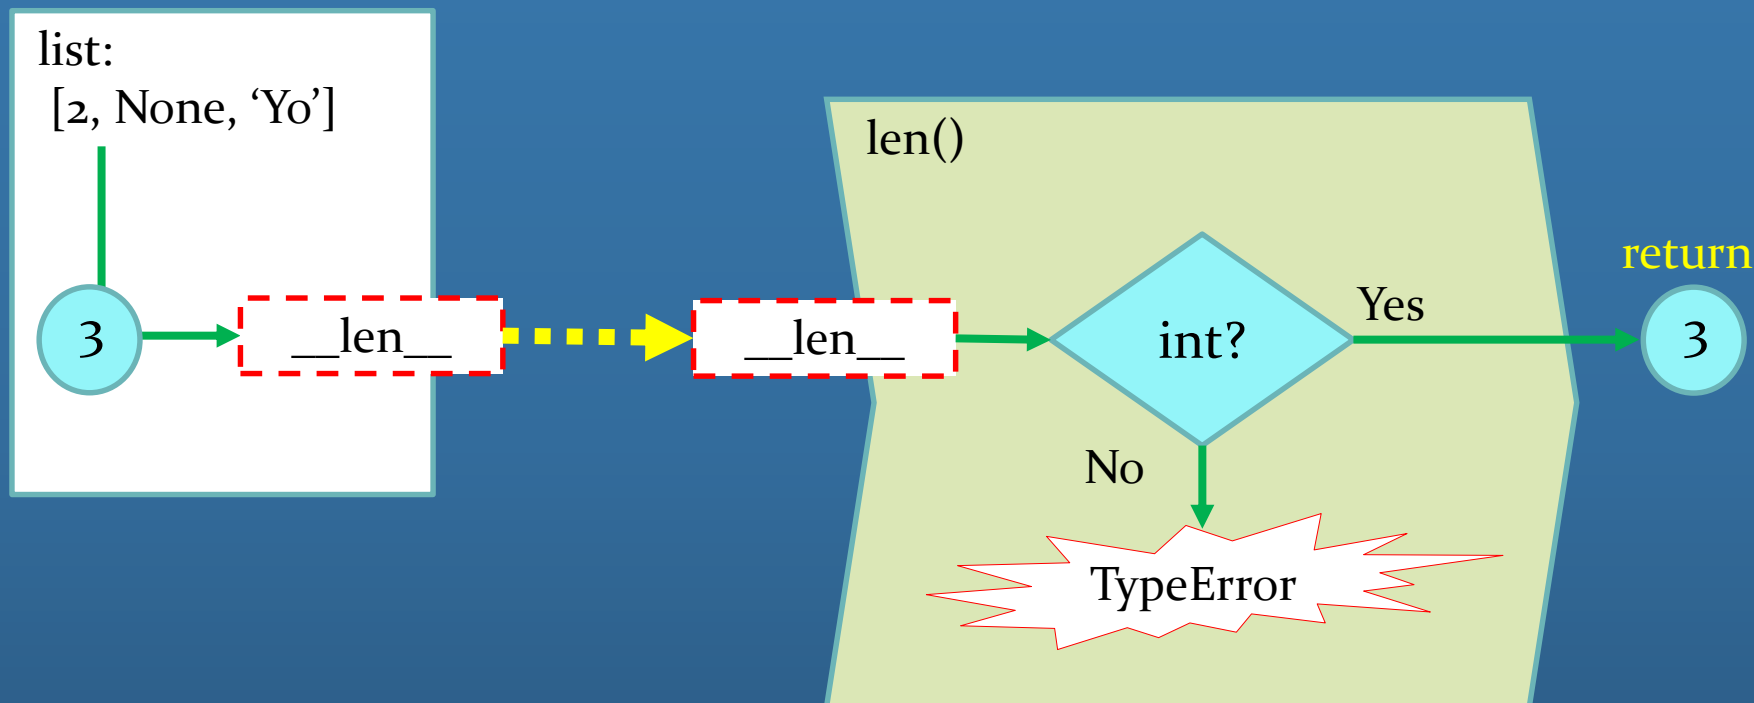 list:
[2, None, ‘Yo’]
3
__len__
__len__
len()
int?
Yes
No
TypeError
return
3